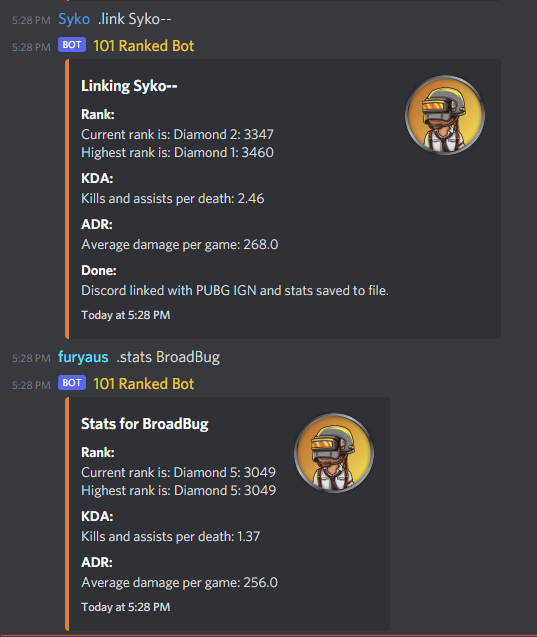 5:28 PM Syko .link Syko--
5:28 PM BOT 101 Ranked Bot
Linking Syko--
Rank:
Current rank is: Diamond 2: 3347
Highest rank is: Diamond 1: 3460
KDA:
Kills and assists per death: 2.46
ADR:
Average damage per game: 268.0
Done:
Discord linked with PUBG IGN and stats saved to file.
Today at 5:28 PM
5:28 PM furyaus .stats BroadBug
5:28 PM BOT 101 Ranked Bot
Stats for BroadBug
Rank:
Current rank is: Diamond 5: 3049
Highest rank is: Diamond 5: 3049
KDA:
Kills and assists per death: 1.37
ADR:
Average damage per game: 256.0
Today at 5:28 PM